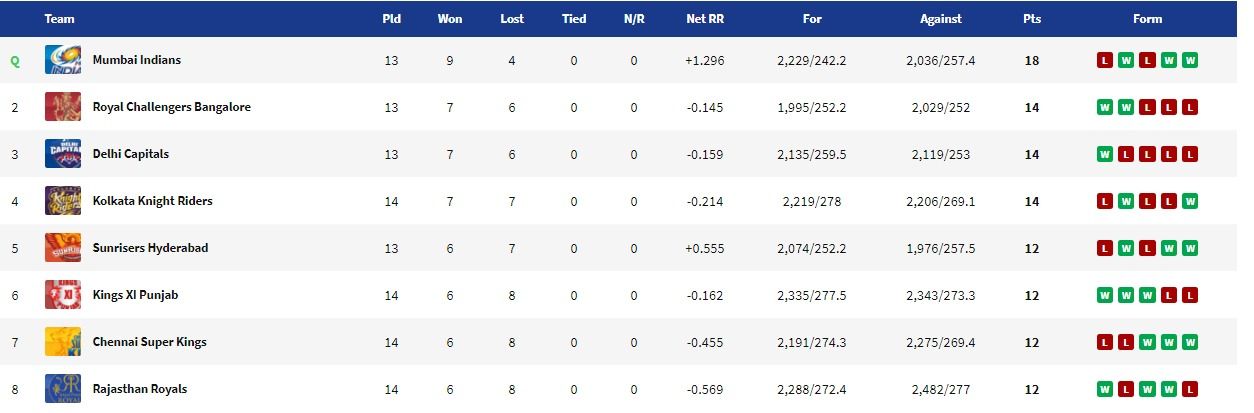 Team Pld Won Lost Tied N/R Net RR For Against Pts Form
Q Mumbai Indians 13 9 4 0 0 +1.296 2,229/242.2 2,036/257.4 18 L W L W W
2 Royal Challengers Bangalore 13 7 6 0 0 -0.145 1,995/252.2 2,029/252 14 W W L L L
3 Delhi Capitals 13 7 6 0 0 -0.159 2,135/259.5 2,119/253 14 W L L L L
4 Kolkata Knight Riders 14 7 7 0 0 -0.214 2,219/278 2,206/269.1 14 L W L L W
5 Sunrisers Hyderabad 13 6 7 0 0 +0.555 2,074/252.2 1,976/257.5 12 L W L W W
6 Kings XI Punjab 14 6 8 0 0 -0.162 2,335/277.5 2,343/273.3 12 W W W L L
7 Chennai Super Kings 14 6 8 0 0 -0.455 2,191/274.3 2,275/269.4 12 L L W W W
8 Rajasthan Royals 14 6 8 0 0 -0.569 2,288/272.4 2,482/277 12 W L W W L